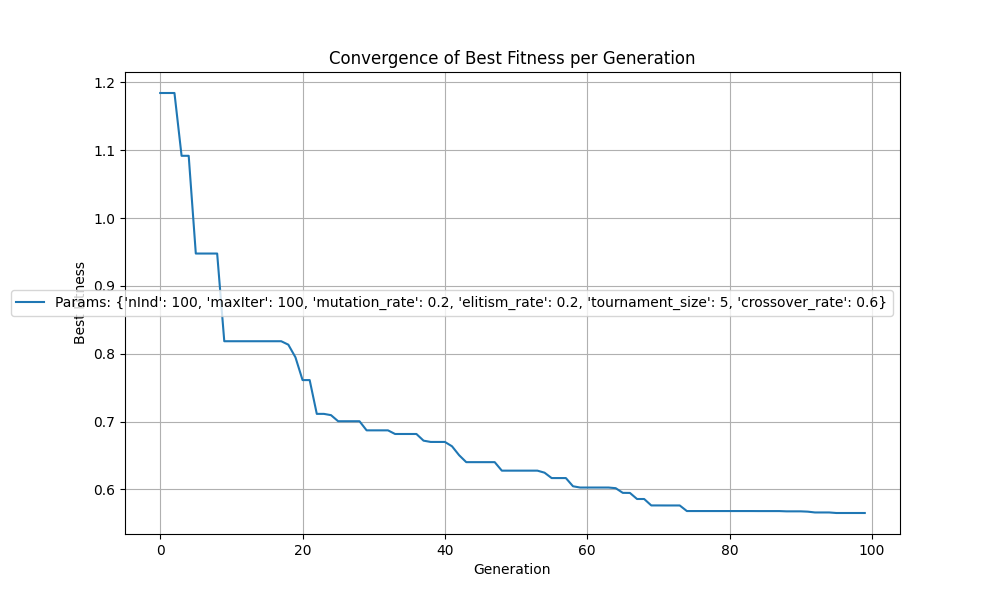 Convergence of Best Fitness per Generation
1.2
1.1
1.0
0.9
0.8
0.7
0.6
Best
Params: {'nInd': 100, 'maxIter': 100, 'mutation_rate': 0.2, 'elitism_rate': 0.2, 'tournament_size': 5, 'crossover_rate': 0.6}
0 20 40 60 80 100
Generation